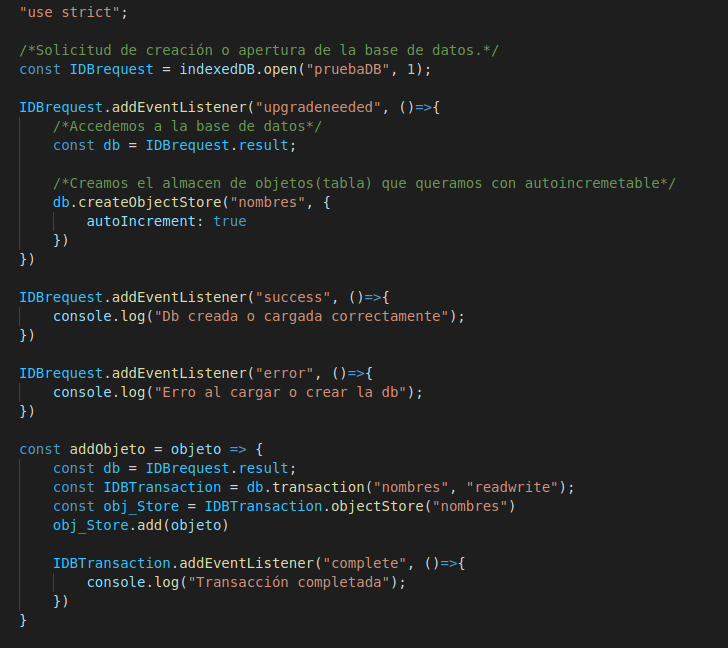 "use strict";
/*Solicitud de creación o apertura de la base de datos.*/
const IDBrequest = indexedDB.open("pruebaDB", 1);
IDBrequest.addEventListener("upgradeneeded", ()=>{
    /*Accedemos a la base de datos*/
    const db = IDBrequest.result;
    /*Creamos el almacen de objetos(tabla) que queramos con autoincremetable*/
    db.createObjectStore("nombres", {
        autoIncrement: true
    })
})
IDBrequest.addEventListener("success", ()=>{
    console.log("Db creada o cargada correctamente");
})
IDBrequest.addEventListener("error", ()=>{
    console.log("Erro al cargar o crear la db");
})
const addObjeto = objeto => {
    const db = IDBrequest.result;
    const IDBTransaction = db.transaction("nombres", "readwrite");
    const obj_Store = IDBTransaction.objectStore("nombres")
    obj_Store.add(objeto)
    IDBTransaction.addEventListener("complete", ()=>{
        console.log("Transacción completada");
    })
}